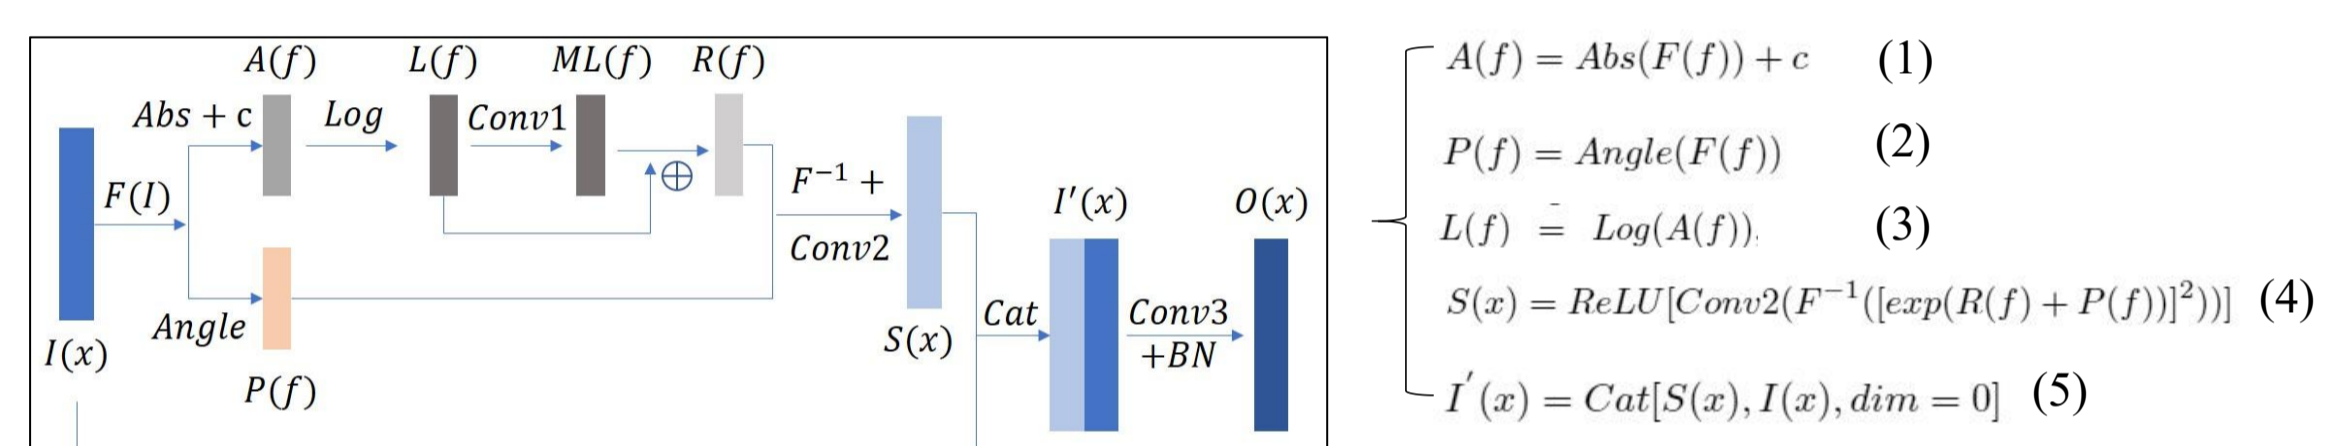 A(f) L(f) ML(f) R(f)
Abs + c Log Conv1
F(I)
⊕
F⁻¹ +
Conv2
I′(x) O(x)
Angle
I(x)
P(f)
S(x)
Cat
Conv3
+BN
A(f) = Abs(F(f)) + c (1)
P(f) = Angle(F(f)) (2)
L(f) = Log(A(f)). (3)
S(x) = ReLU[Conv2(F⁻¹([exp(R(f) + P(f))]²))] (4)
I′(x) = Cat[S(x), I(x), dim = 0] (5)